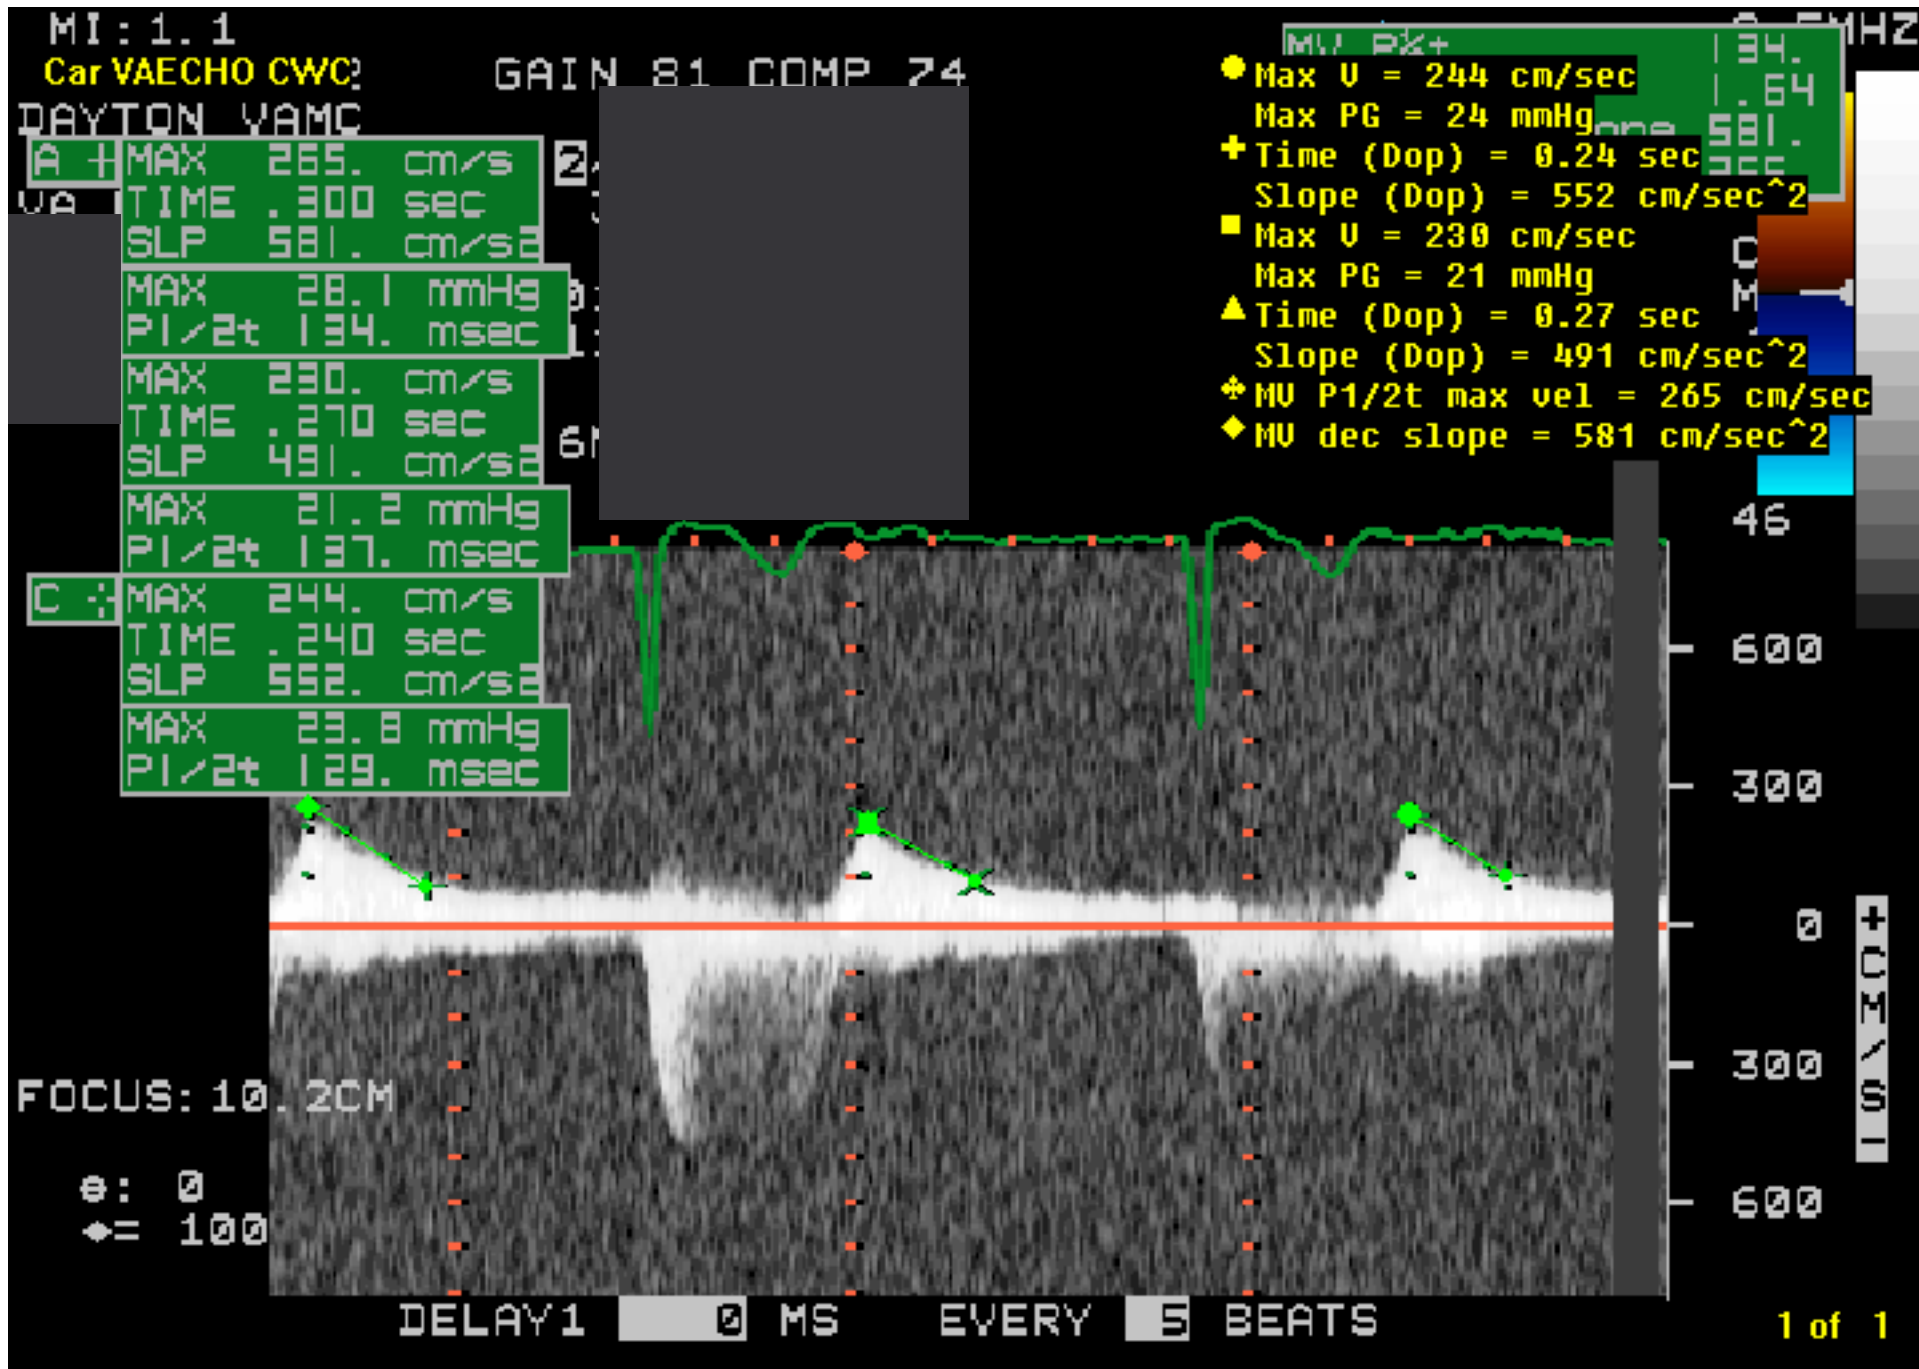 MI:1.1
Car VAECHO CWC
GAIN 81 COMP 74
DAYTON VAMC
A +
MAX 265. cm/s
TIME .300 sec
SLP 581. cm/s2
VA
MAX 28.1 mmHg
P1/2t 134. msec
MAX 230. cm/s
TIME .270 sec
SLP 491. cm/s2
MAX 21.2 mmHg
P1/2t 137. msec
C
MAX 244. cm/s
TIME .240 sec
SLP 552. cm/s2
MAX 23.8 mmHg
P1/2t 129. msec
MV
134.
1.64
581.
Max V = 244 cm/sec
Max PG = 24 mmHg
Time (Dop) = 0.24 sec
Slope (Dop) = 552 cm/sec^2
Max V = 230 cm/sec
Max PG = 21 mmHg
Time (Dop) = 0.27 sec
Slope (Dop) = 491 cm/sec^2
MV P1/2t max vel = 265 cm/sec
MV dec slope = 581 cm/sec^2
46
600
300
0
300
600
+CM/S-
FOCUS:10.2CM
θ: 0
= 100
DELAY1 0 MS EVERY 5 BEATS
1 of 1